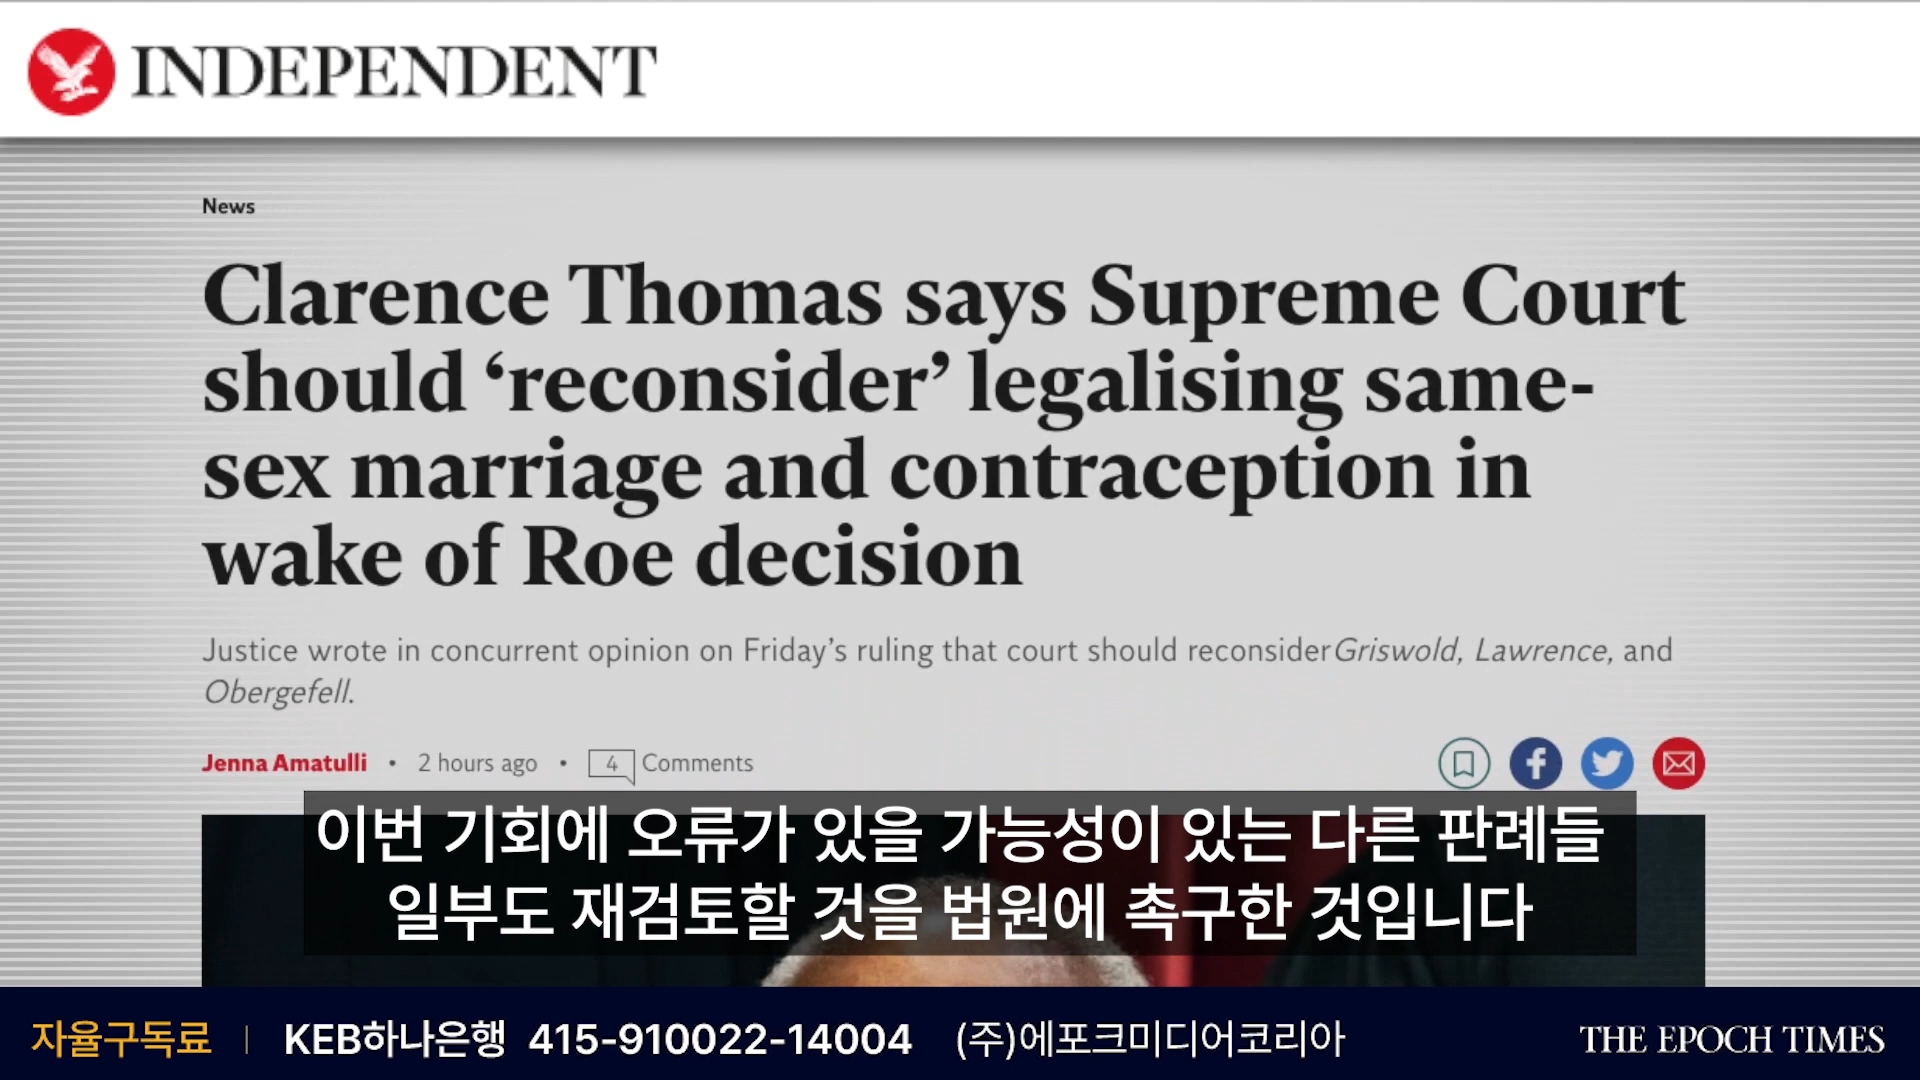 INDEPENDENT
News
Clarence Thomas says Supreme Court
should ‘reconsider’ legalising same-
sex marriage and contraception in
wake of Roe decision
Justice wrote in concurrent opinion on Friday’s ruling that court should reconsider Griswold, Lawrence, and
Obergefell.
Jenna Amatulli • 2 hours ago • 4 Comments
이번 기회에 오류가 있을 가능성이 있는 다른 판례들
일부도 재검토할 것을 법원에 촉구한 것입니다
자율구독료 | KEB하나은행 415-910022-14004 (주)에포크미디어코리아 THE EPOCH TIMES